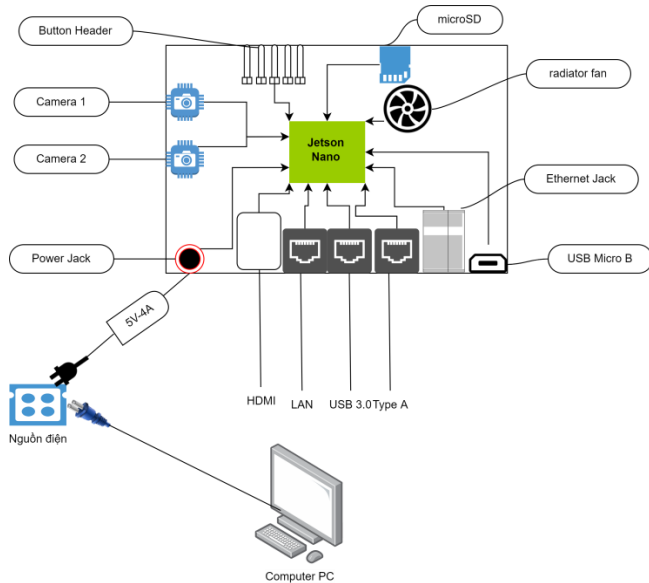 microSD
Button Header
radiator fan
Camera 1
Jetson
Nano
Camera 2
Ethernet Jack
Power Jack
USB Micro B
5V-4A
HDMI
LAN
USB 3.0
Type A
Nguồn điện
Computer PC